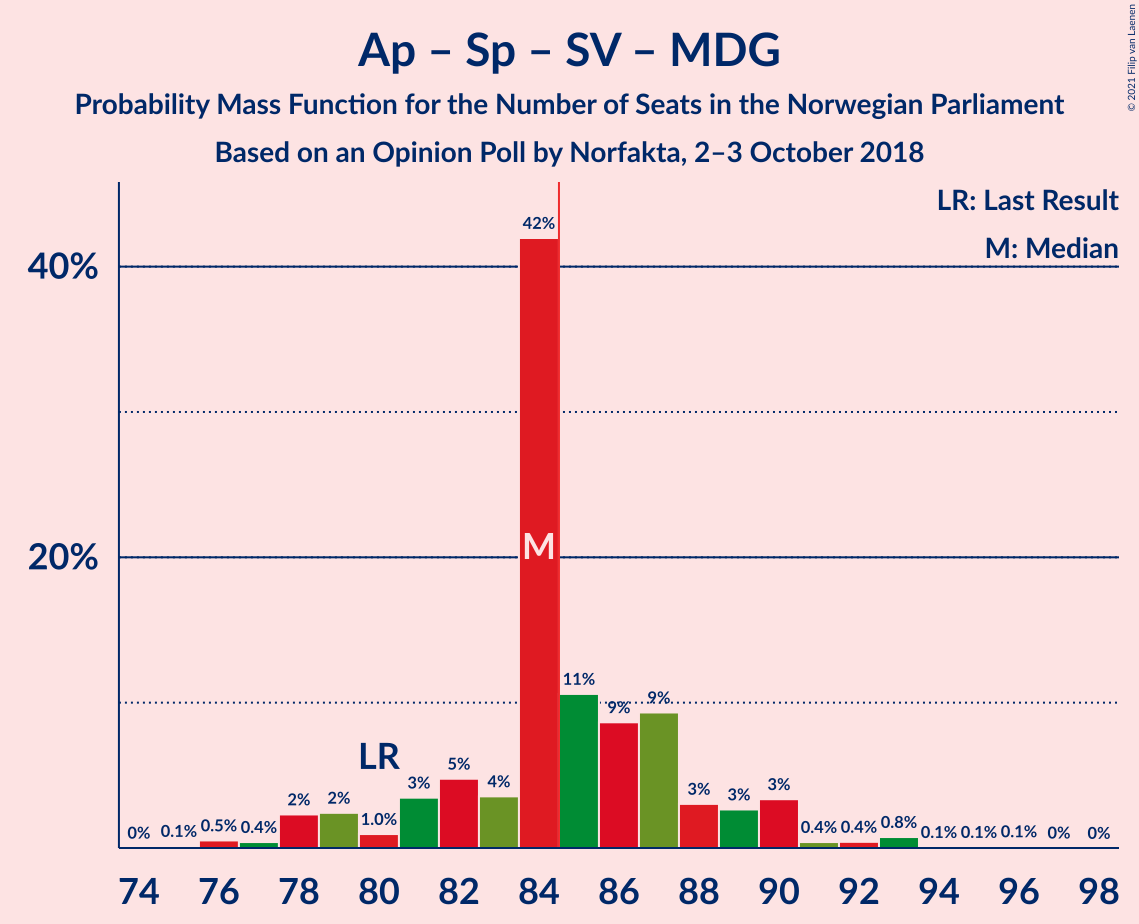 Ap – Sp – SV – MDG
Probability Mass Function for the Number of Seats in the Norwegian Parliament
Based on an Opinion Poll by Norfakta, 2–3 October 2018
© 2021 Filip van Laenen
LR: Last Result
M: Median
40%
20%
0% 0.1% 0.5% 0.4% 2% 2% 1.0% 3% 5% 4% 42% 11% 9% 9% 3% 3% 3% 0.4% 0.4% 0.8% 0.1% 0.1% 0.1% 0% 0%
LR
M
74 76 78 80 82 84 86 88 90 92 94 96 98